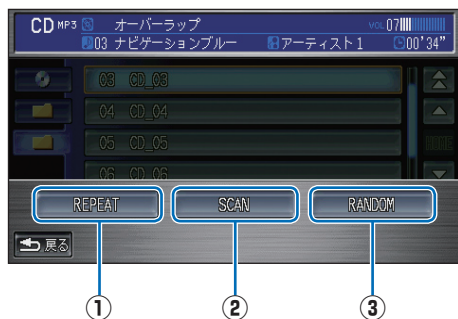 CD MP3 オーバーラップ VOL 07
03 ナビゲーションブルー アーティスト1 00'34"
03 CD_03
04 CD_04
05 CD_05
MODE
06 CD_06
REPEAT SCAN RANDOM
戻る
① ② ③